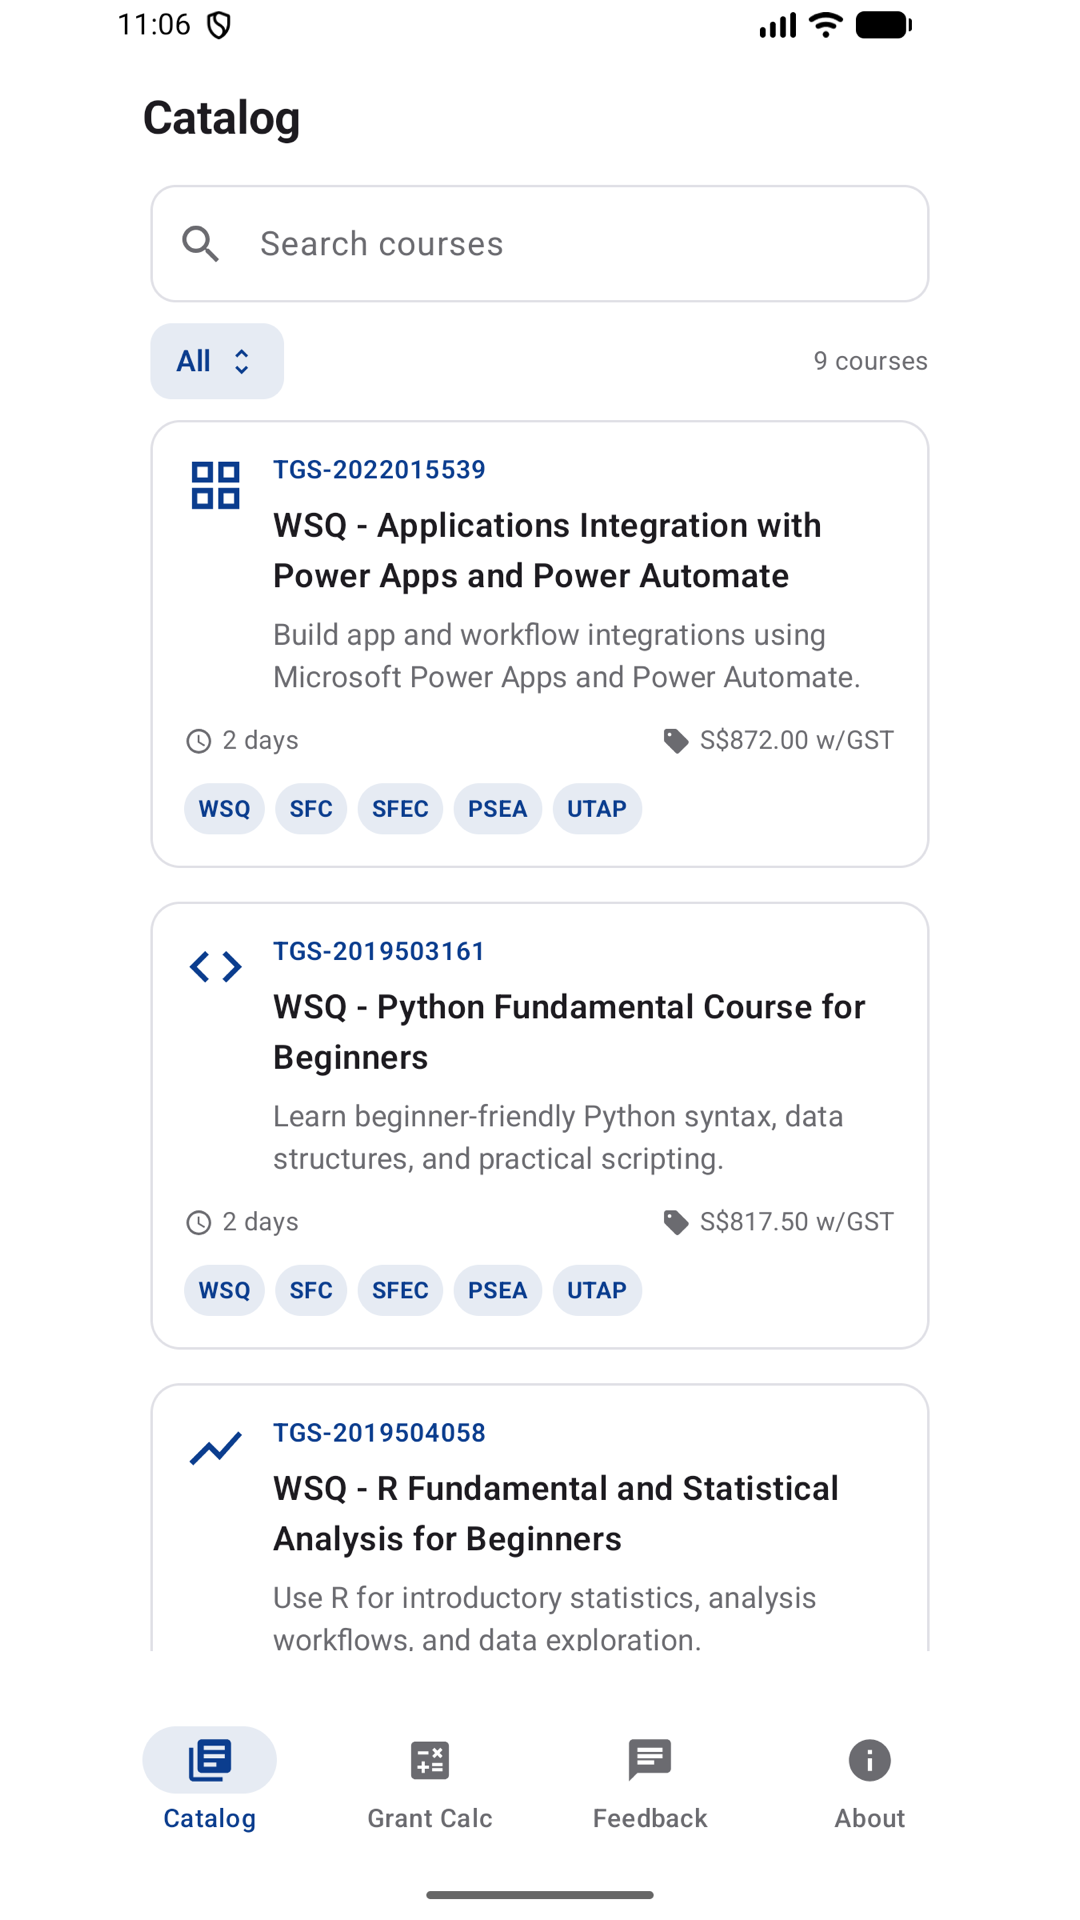 11:06
Catalog
Search courses
All
9 courses
TGS-2022015539
WSQ - Applications Integration with
Power Apps and Power Automate
Build app and workflow integrations using
Microsoft Power Apps and Power Automate.
2 days
S$872.00 w/GST
WSQ SFC SFEC PSEA UTAP
TGS-2019503161
WSQ - Python Fundamental Course for
Beginners
Learn beginner-friendly Python syntax, data
structures, and practical scripting.
2 days
S$817.50 w/GST
WSQ SFC SFEC PSEA UTAP
TGS-2019504058
WSQ - R Fundamental and Statistical
Analysis for Beginners
Use R for introductory statistics, analysis
workflows, and data exploration.
Catalog
Grant Calc
Feedback
About